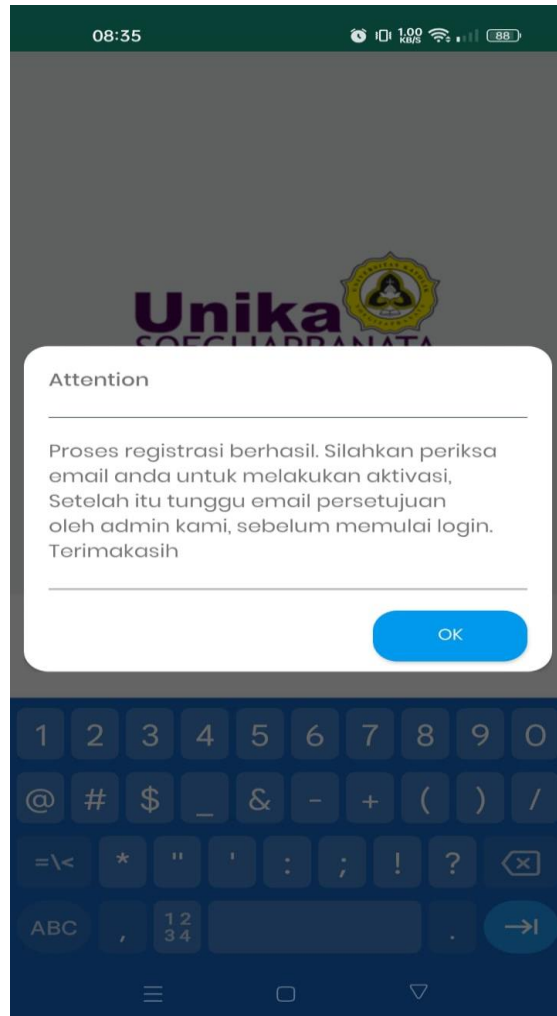 08:35
1.00
KB/S
88
Unika
SOEGIJAPRANATA
Attention
Proses registrasi berhasil. Silahkan periksa
email anda untuk melakukan aktivasi,
Setelah itu tunggu email persetujuan
oleh admin kami, sebelum memulai login.
Terimakasih
OK
1 2 3 4 5 6 7 8 9 0
@ # $ _ & - + ( ) /
=\< * " ' : ; ! ?
ABC , 12 .
34